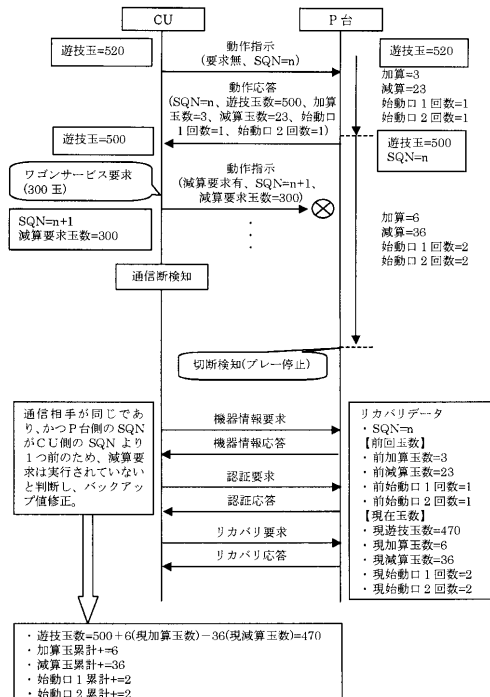 CU
P台
遊技玉=520
動作指示
(要求無、SQN=n)
遊技玉=520
加算=3
減算=23
始動口1回数=1
始動口2回数=1
動作応答
(SQN=n、遊技玉数=500、加算
玉数=3、減算玉数=23、始動口
1回数=1、始動口2回数=1)
遊技玉=500
遊技玉=500
SQN=n
ワゴンサービス要求
(300玉)
動作指示
(減算要求有、SQN=n+1、
減算要求玉数=300)
SQN=n+1
減算要求玉数=300
加算=6
減算=36
始動口1回数=2
始動口2回数=2
通信断検知
切断検知(プレー停止)
通信相手が同じであ
り、かつP台側のSQN
がCU側のSQNより
1つ前のため、減算要
求は実行されていない
と判断し、バックアッ
プ値修正。
機器情報要求
機器情報応答
認証要求
認証応答
リカバリ要求
リカバリ応答
リカバリデータ
・SQN=n
【前回玉数】
・前加算玉数=3
・前減算玉数=23
・前始動口1回数=1
・前始動口2回数=1
【現在玉数】
・現遊技玉数=470
・現加算玉数=6
・現減算玉数=36
・現始動口1回数=2
・現始動口2回数=2
・遊技玉数=500+6(現加算玉数)-36(現減算玉数)=470
・加算玉累計+=6
・減算玉累計+=36
・始動口1累計+=2
・始動口2累計+=2